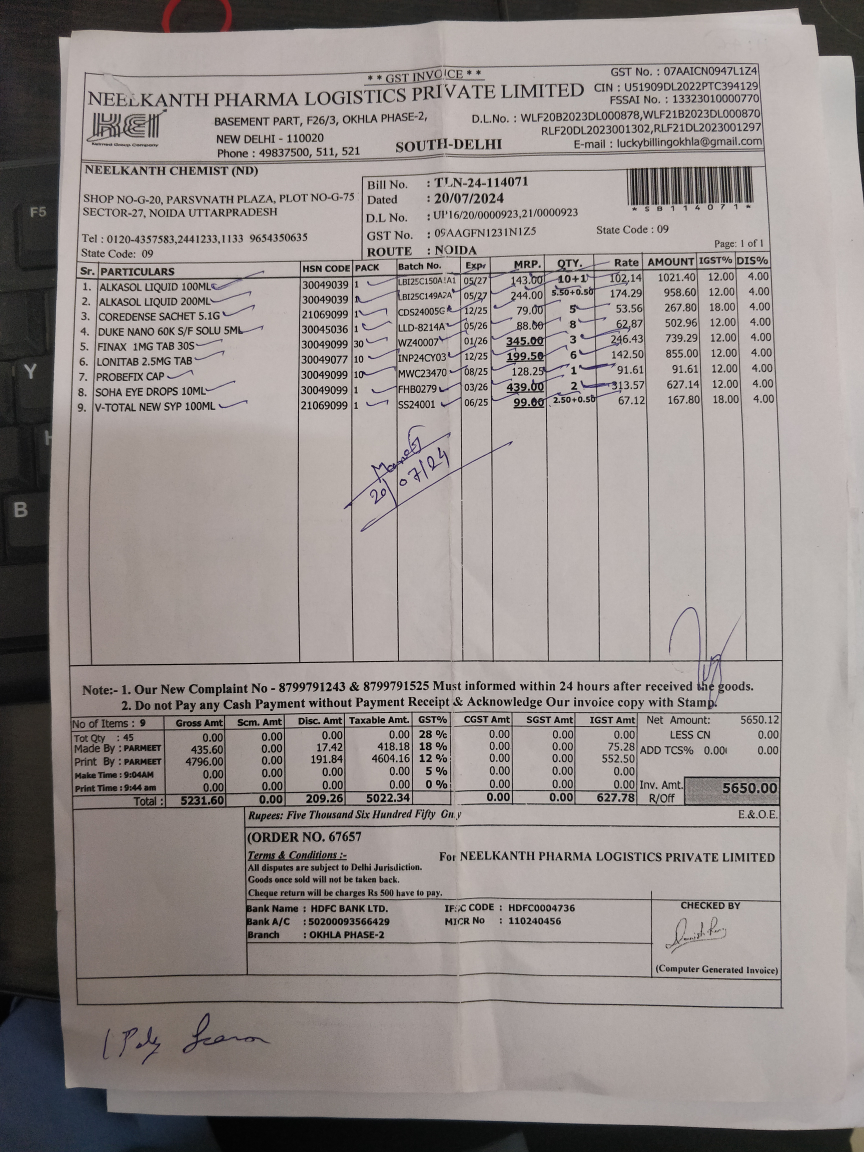 * * GST INVOICE * *
NEELKANTH PHARMA LOGISTICS PRIVATE LIMITED
GST No. : 07AAICN0947L1Z4
CIN : U51909DL2022PTC394129
FSSAI No. : 13323010000770
KEI
BASEMENT PART, F26/3, OKHLA PHASE-2,
NEW DELHI - 110020
Phone : 49837500, 511, 521
SOUTH-DELHI
D.L.No. : WLF20B2023DL000878,WLF21B2023DL000870
RLF20DL2023001302,RLF21DL2023001297
E-mail : luckybillingokhla@gmail.com
NEELKANTH CHEMIST (ND)
SHOP NO-G-20, PARSVNATH PLAZA, PLOT NO-G-75
SECTOR-27, NOIDA UTTARPRADESH
Tel : 0120-4357583,2441233,1133 9654350635
State Code: 09
Bill No. : TLN-24-114071
Dated : 20/07/2024
D.L No. : UP16/20/0000923,21/0000923
GST No. : 09AAGFN1231N1Z5
State Code : 09
ROUTE : NOIDA
* S B 1 1 4 0 7 1 *
Page: 1 of 1
Sr. PARTICULARS HSN CODE PACK Batch No. Expr MRP. QTY. Rate AMOUNT IGST% DIS%
1. ALKASOL LIQUID 100ML 30049039 1 LBI25C150A1A1 05/27 143.00 10+1 102.14 1021.40 12.00 4.00
2. ALKASOL LIQUID 200ML 30049039 1 LBI25C149A2A 05/27 244.00 5.50+0.50 174.29 958.60 12.00 4.00
3. COREDENSE SACHET 5.1G 21069099 1 CDS24005G 12/25 79.00 5 53.56 267.80 18.00 4.00
4. DUKE NANO 60K S/F SOLU 5ML 30045036 1 LLD-8214A 05/26 88.00 8 62.87 502.96 12.00 4.00
5. FINAX 1MG TAB 30S 30049099 30 WZ40007 01/26 345.00 3 246.43 739.29 12.00 4.00
6. LONITAB 2.5MG TAB 30049077 10 INP24CY03 12/25 199.50 6 142.50 855.00 12.00 4.00
7. PROBEFIX CAP 30049099 10 MWC23470 08/25 128.25 1 91.61 91.61 12.00 4.00
8. SOHA EYE DROPS 10ML 30049099 1 FHB0279 03/26 439.00 2 313.57 627.14 12.00 4.00
9. V-TOTAL NEW SYP 100ML 21069099 1 SS24001 06/25 99.00 2.50+0.50 67.12 167.80 18.00 4.00
20/07/24
Note:- 1. Our New Complaint No - 8799791243 & 8799791525 Must informed within 24 hours after received the goods.
2. Do not Pay any Cash Payment without Payment Receipt & Acknowledge Our invoice copy with Stamp.
No of Items : 9 Gross Amt Scm. Amt Disc. Amt Taxable Amt. GST% CGST Amt SGST Amt IGST Amt Net Amount: 5650.12
Tot Qty : 45 0.00 0.00 0.00 0.00 28 % 0.00 0.00 0.00 LESS CN 0.00
Made By : PARMEET 435.60 0.00 17.42 418.18 18 % 0.00 0.00 75.28 ADD TCS% 0.00 0.00
Print By : PARMEET 4796.00 0.00 191.84 4604.16 12 % 0.00 0.00 552.50
Make Time : 9:04AM 0.00 0.00 0.00 0.00 5 % 0.00 0.00 0.00
Print Time : 9:44 am 0.00 0.00 0.00 0.00 0 % 0.00 0.00 0.00 Inv. Amt. 5650.00
Total : 5231.60 0.00 209.26 5022.34 0.00 0.00 627.78 R/Off
Rupees: Five Thousand Six Hundred Fifty Only
E.&O.E.
(ORDER NO. 67657
Terms & Conditions :-
All disputes are subject to Delhi Jurisdiction.
Goods once sold will not be taken back.
Cheque return will be charges Rs 500 have to pay.
For NEELKANTH PHARMA LOGISTICS PRIVATE LIMITED
Bank Name : HDFC BANK LTD. IFSC CODE : HDFC0004736
Bank A/C : 50200093566429 MICR No : 110240456
Branch : OKHLA PHASE-2
CHECKED BY
(Computer Generated Invoice)
F5
Y
H
B